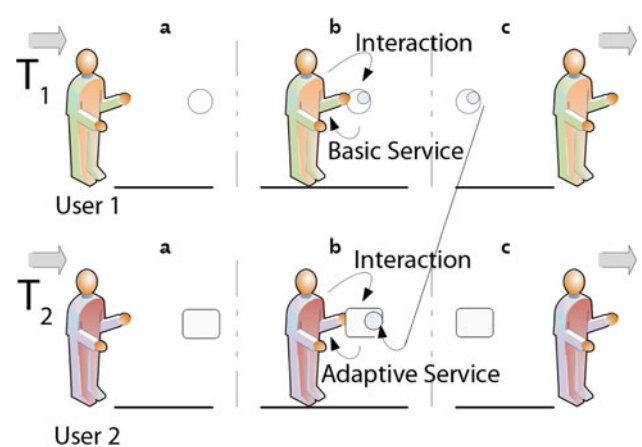 a b c
Interaction
T1
Basic Service
User 1
a b c
Interaction
T2
Adaptive Service
User 2